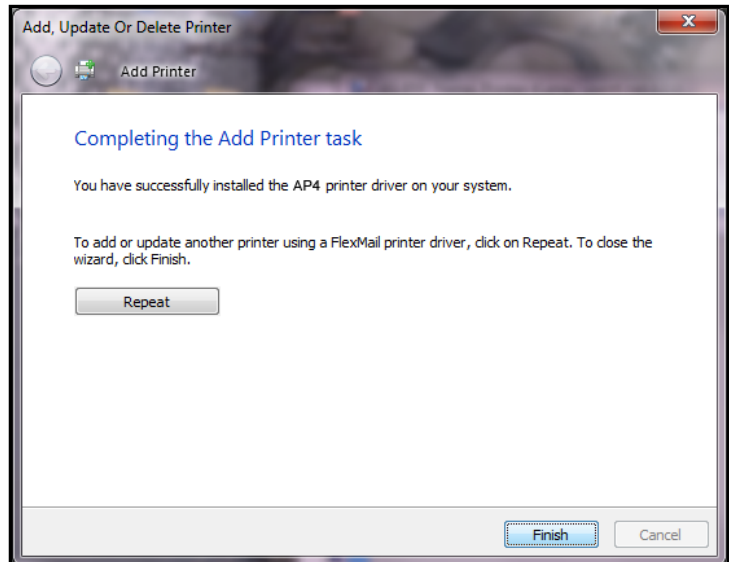 Add, Update Or Delete Printer
Add Printer
Completing the Add Printer task
You have successfully installed the AP4 printer driver on your system.
To add or update another printer using a FlexMail printer driver, click on Repeat. To close the
wizard, click Finish.
Repeat
Finish
Cancel